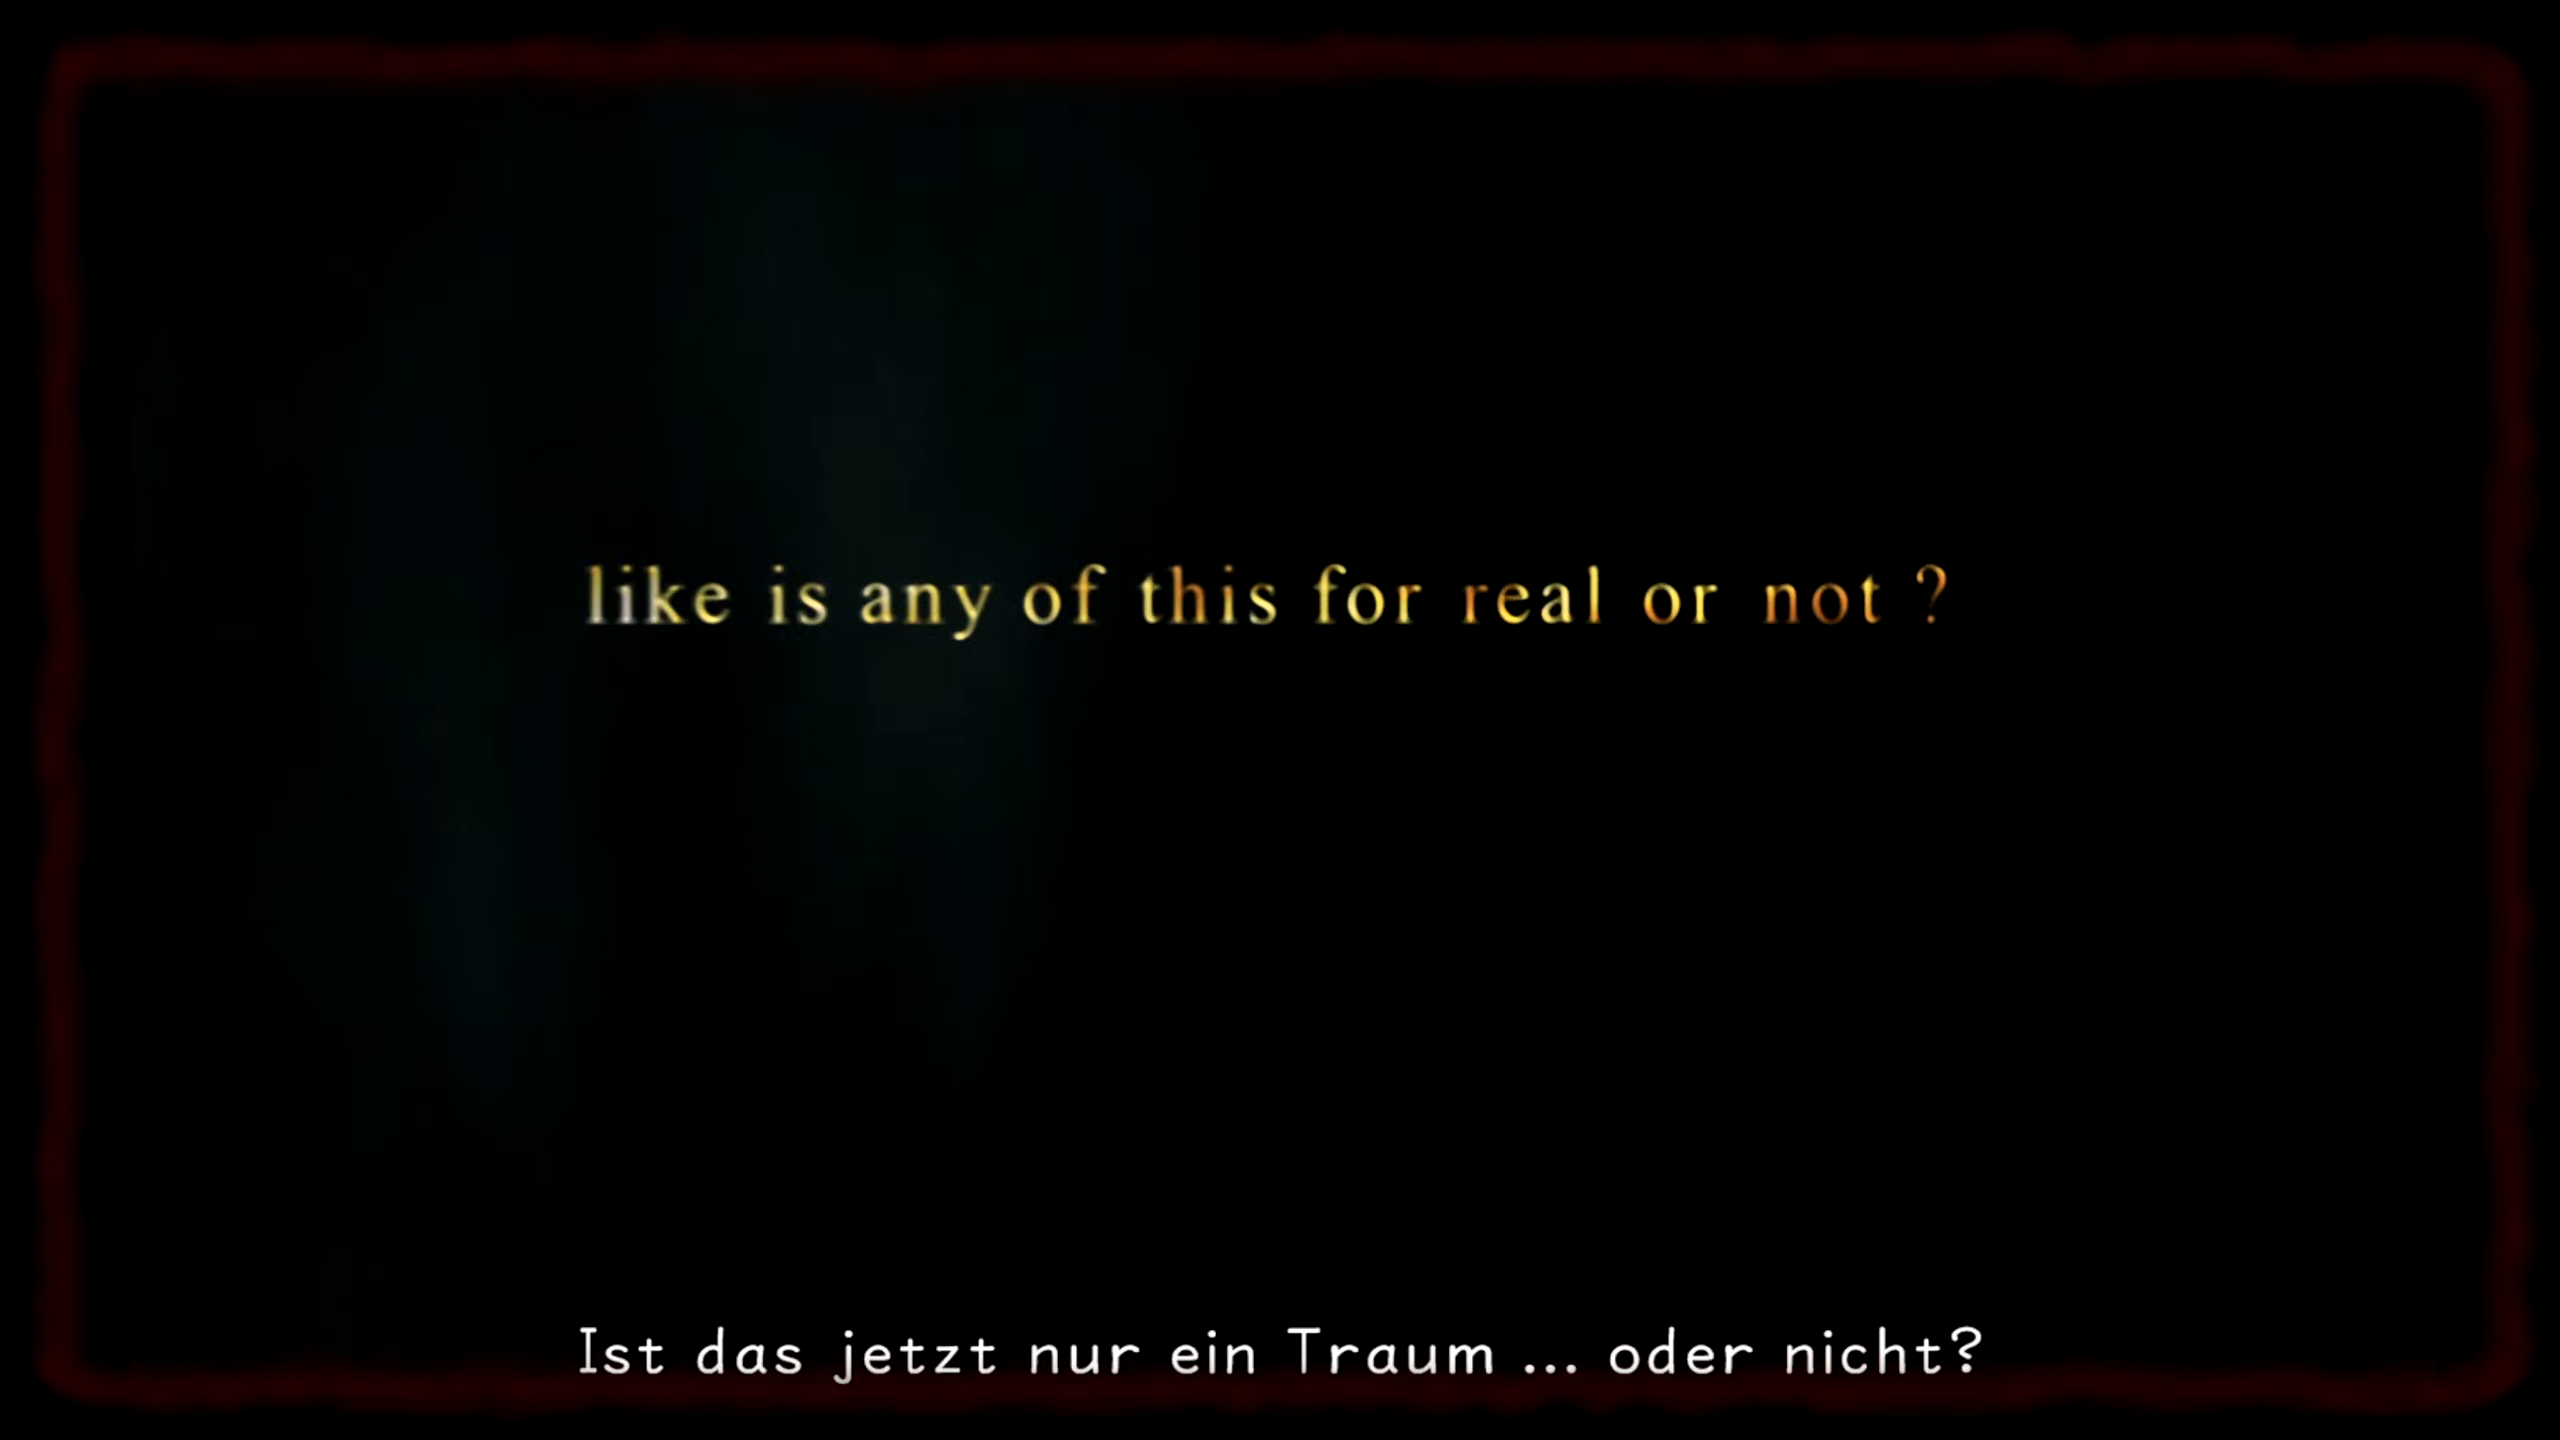 like is any of this for real or not ?
Ist das jetzt nur ein Traum ... oder nicht?